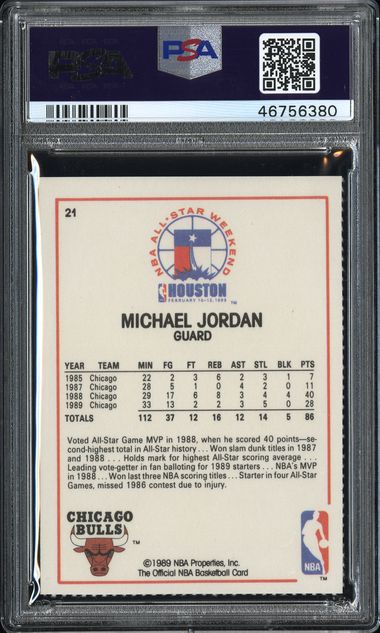 PSA
PSA
46756380
21
NBA ALL-STAR WEEKEND
HOUSTON
FEBRUARY 10-12, 1989
TM
MICHAEL JORDAN
GUARD
YEAR TEAM MIN FG FT REB AST STL BLK PTS
1985 Chicago 22 2 3 6 2 3 1 7
1987 Chicago 28 5 1 0 4 2 0 11
1988 Chicago 29 17 6 8 3 4 4 40
1989 Chicago 33 13 2 2 3 5 0 28
TOTALS 112 37 12 16 12 14 5 86
Voted All-Star Game MVP in 1988, when he scored 40 points—se-
cond-highest total in All-Star history . . . Won slam dunk titles in 1987
and 1988 . . . Holds mark for highest All-Star scoring average . . .
Leading vote-getter in fan balloting for 1989 starters . . . NBA's MVP
in 1988 . . . Won last three NBA scoring titles . . . Starter in four All-Star
Games, missed 1986 contest due to injury.
CHICAGO
BULLS
TM
NBA
TM
©1989 NBA Properties, Inc.
The Official NBA Basketball Card